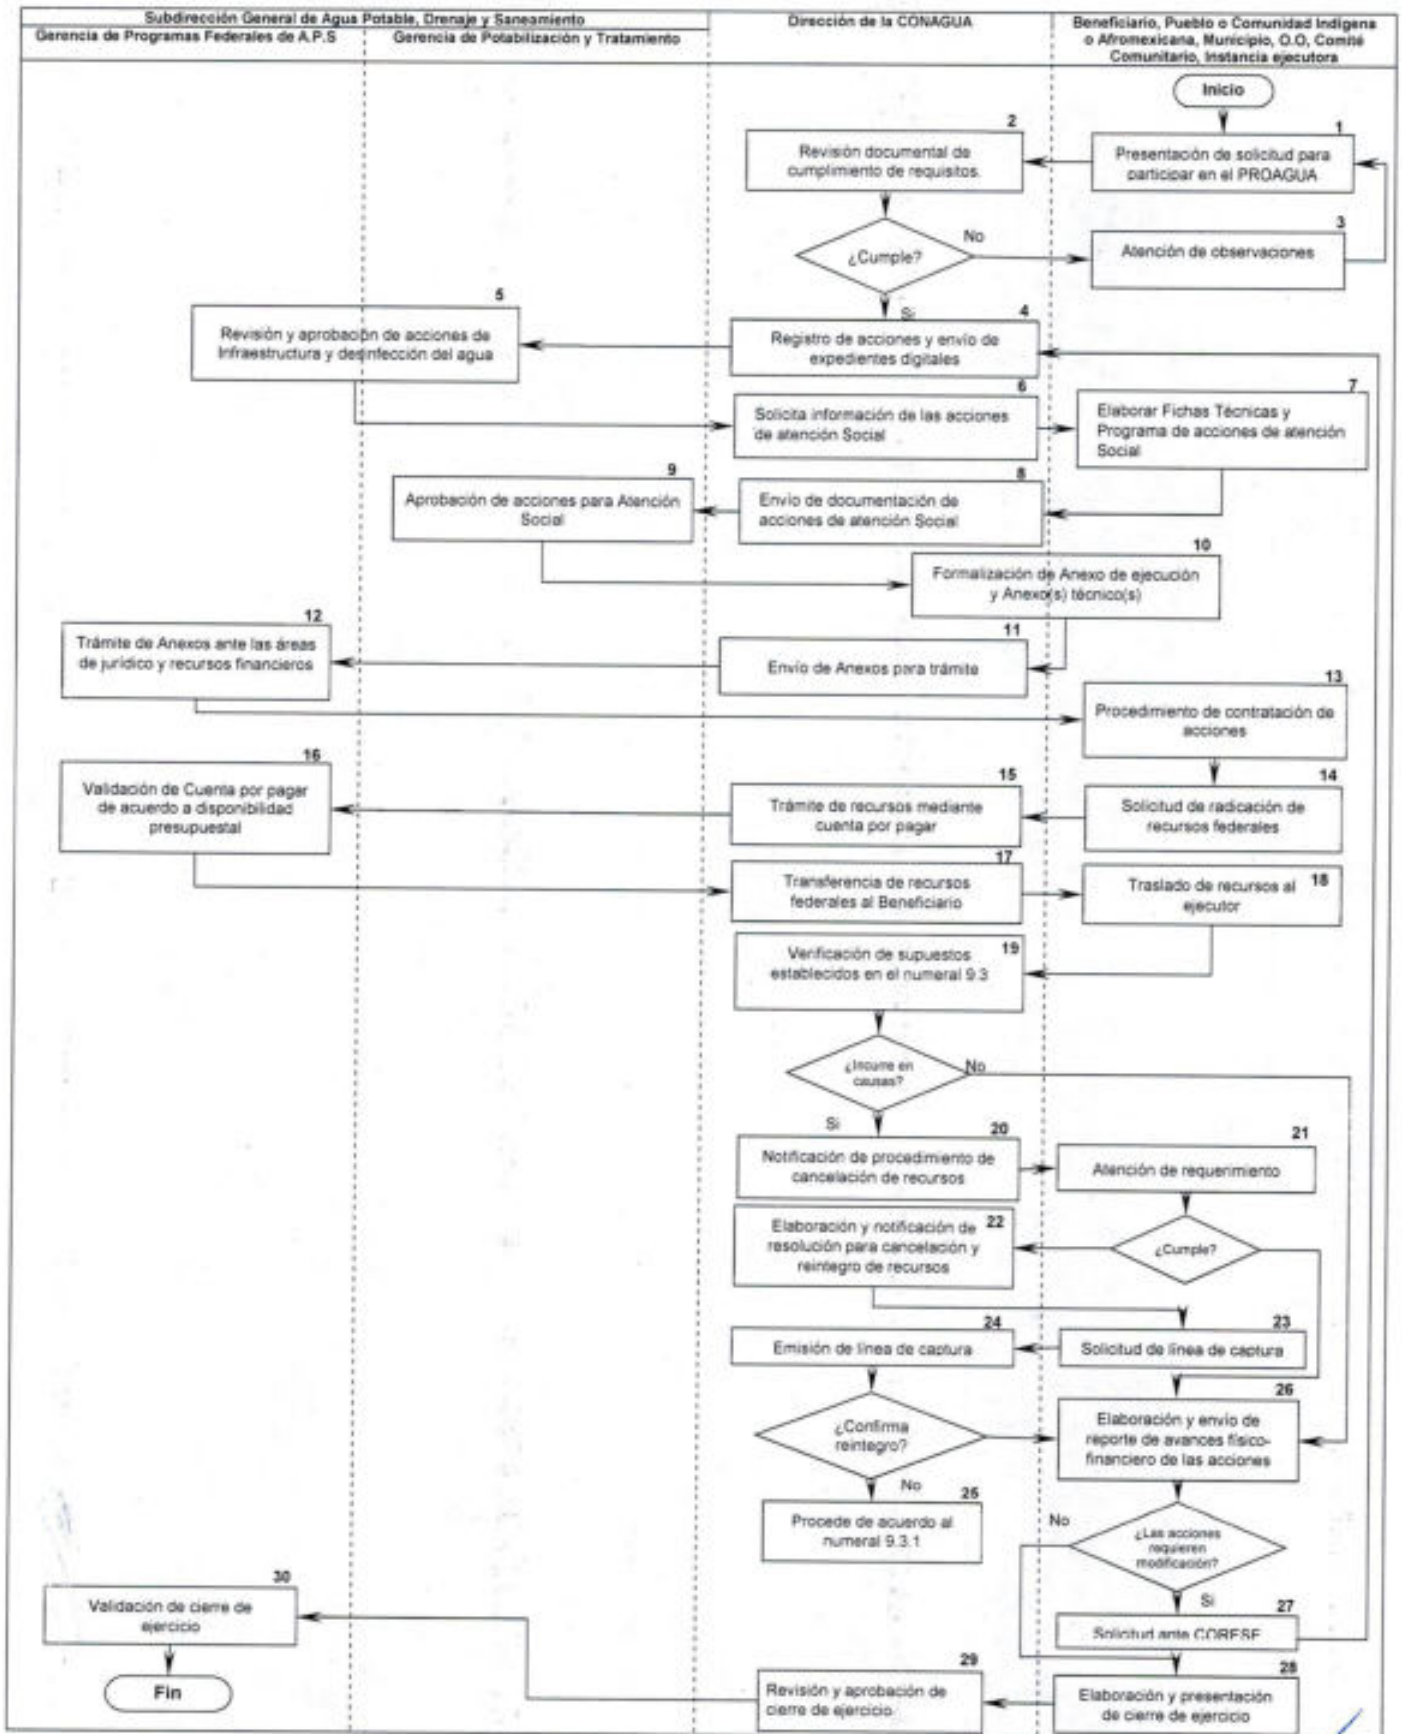 Subdirección General de Agua Potable, Drenaje y Saneamiento
Gerencia de Programas Federales de A.P.S
Gerencia de Potabilización y Tratamiento
Dirección de la CONAGUA
Beneficiario, Pueblo o Comunidad Indígena
o Afromexicana, Municipio, O.O, Comité
Comunitario, Instancia ejecutora
Inicio
1
Presentación de solicitud para
participar en el PROAGUA
2
Revisión documental de
cumplimiento de requisitos.
¿Cumple?
No
3
Atención de observaciones
Si
4
Registro de acciones y envío de
expedientes digitales
5
Revisión y aprobación de acciones de
Infraestructura y desinfección del agua
6
Solicita información de las acciones
de atención Social
7
Elaborar Fichas Técnicas y
Programa de acciones de atención
Social
8
Envío de documentación de
acciones de atención Social
9
Aprobación de acciones para Atención
Social
10
Formalización de Anexo de ejecución
y Anexo(s) técnico(s)
11
Envío de Anexos para trámite
12
Trámite de Anexos ante las áreas
de jurídico y recursos financieros
13
Procedimiento de contratación de
acciones
14
Solicitud de radicación de
recursos federales
15
Trámite de recursos mediante
cuenta por pagar
16
Validación de Cuenta por pagar
de acuerdo a disponibilidad
presupuestal
17
Transferencia de recursos
federales al Beneficiario
18
Traslado de recursos al
ejecutor
19
Verificación de supuestos
establecidos en el numeral 9.3
¿Incurre en
causas?
No
Si
20
Notificación de procedimiento de
cancelación de recursos
21
Atención de requerimiento
¿Cumple?
22
Elaboración y notificación de
resolución para cancelación y
reintegro de recursos
23
Solicitud de línea de captura
24
Emisión de línea de captura
¿Confirma
reintegro?
No
25
Procede de acuerdo al
numeral 9.3.1
26
Elaboración y envío de
reporte de avances físico-
financiero de las acciones
¿Las acciones
requieren
modificación?
No
Si
27
Solicitud ante CORESE
28
Elaboración y presentación
de cierre de ejercicio
29
Revisión y aprobación de
cierre de ejercicio
30
Validación de cierre de
ejercicio
Fin